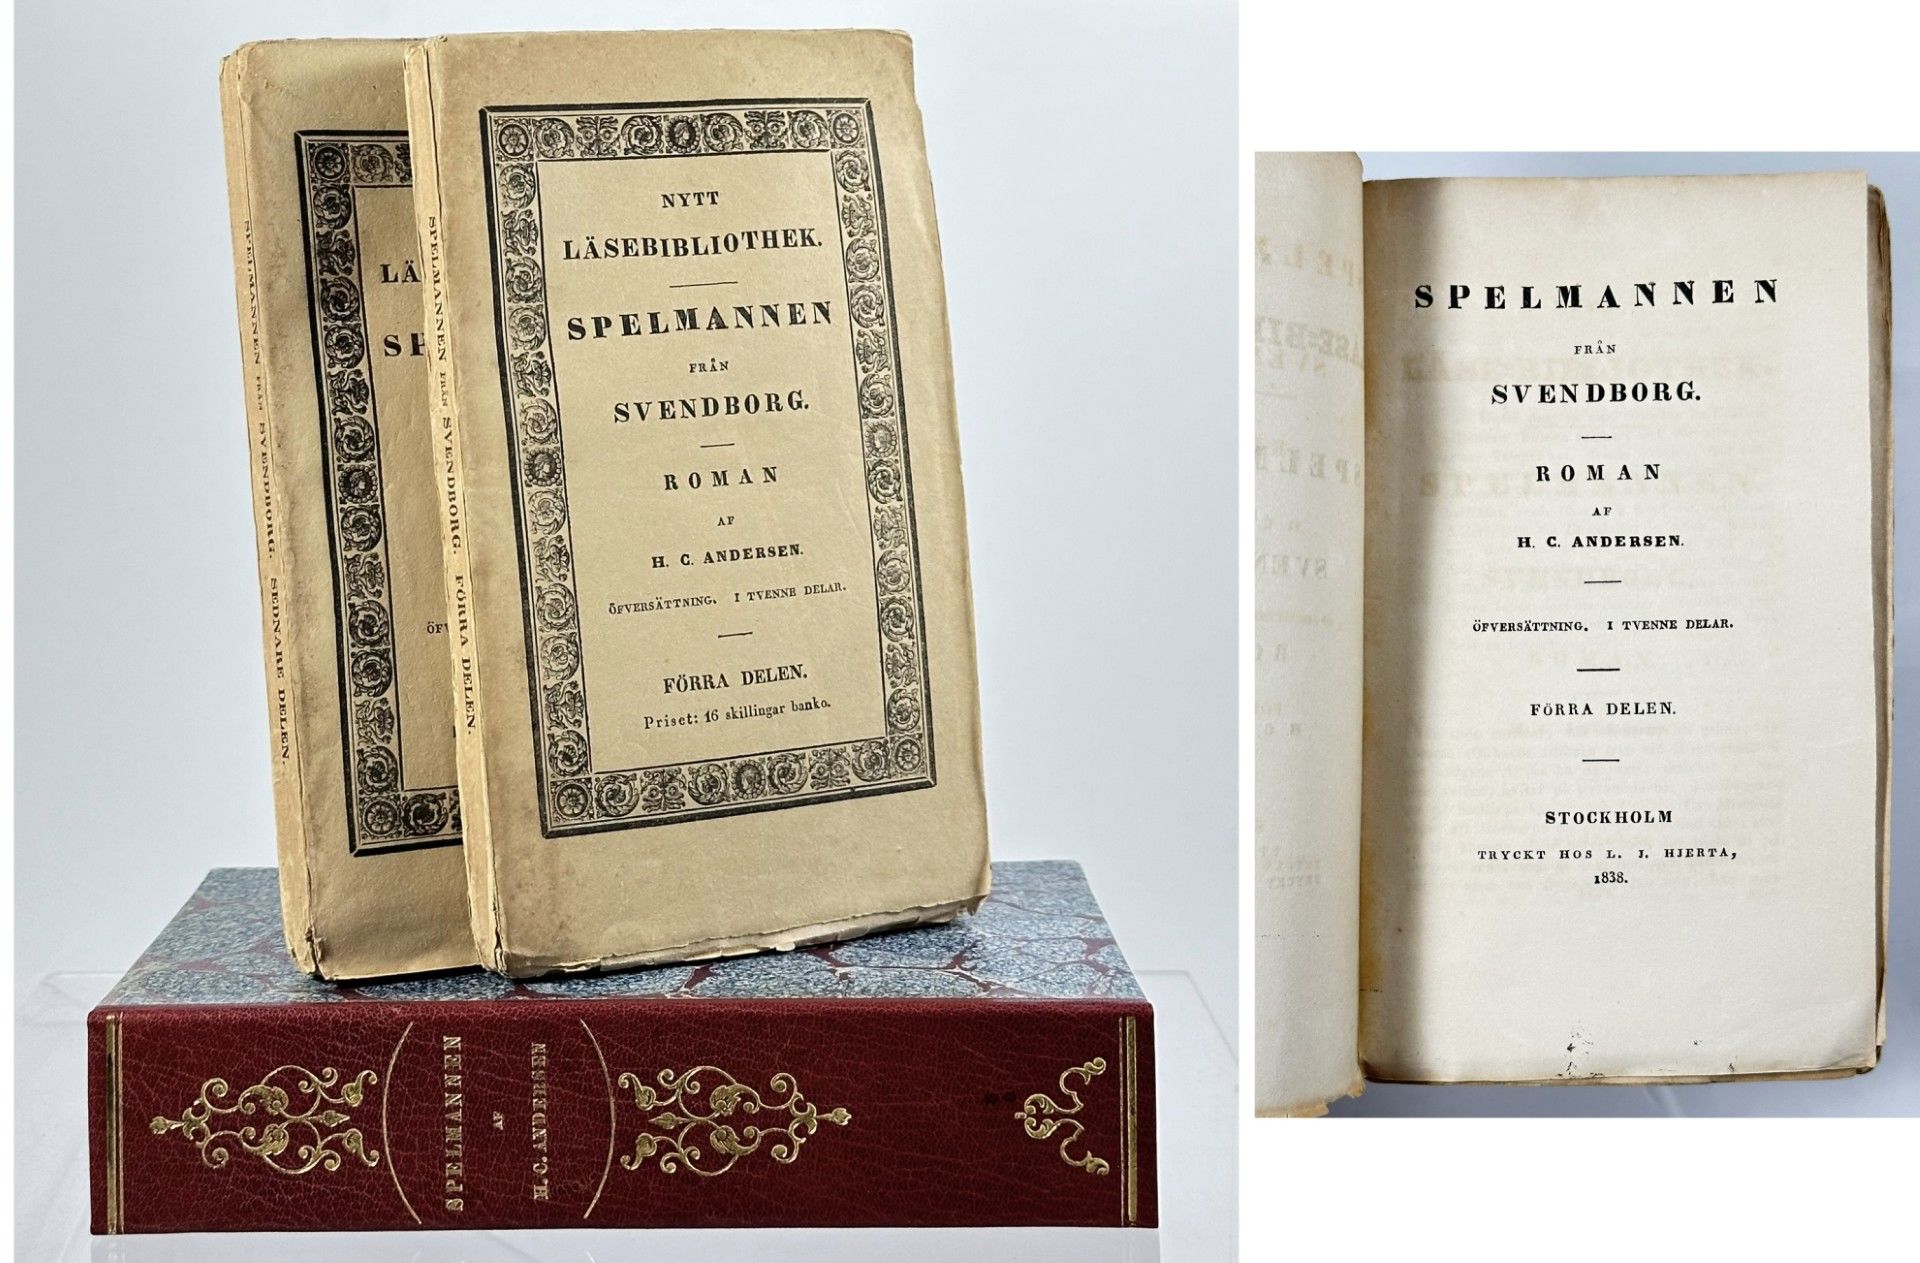 SPELMANNEN FRÅN SVENDBORG. SEDNARE DELEN.
LÄ
SP
ÖFV
SPELMANNEN FRÅN SVENDBORG. FÖRRA DELEN.
NYTT
LÄSEBIBLIOTHEK.
SPELMANNEN
FRÅN
SVENDBORG.
ROMAN
AF
H. C. ANDERSEN.
ÖFVERSÄTTNING. I TVENNE DELAR.
FÖRRA DELEN.
Priset: 16 skillingar banko.
SPELMANNEN
AF
H. C. ANDERSEN
SPELMANNEN
FRÅN
SVENDBORG.
ROMAN
AF
H. C. ANDERSEN.
ÖFVERSÄTTNING. I TVENNE DELAR.
FÖRRA DELEN.
STOCKHOLM
TRYCKT HOS L. J. HJERTA,
1838.